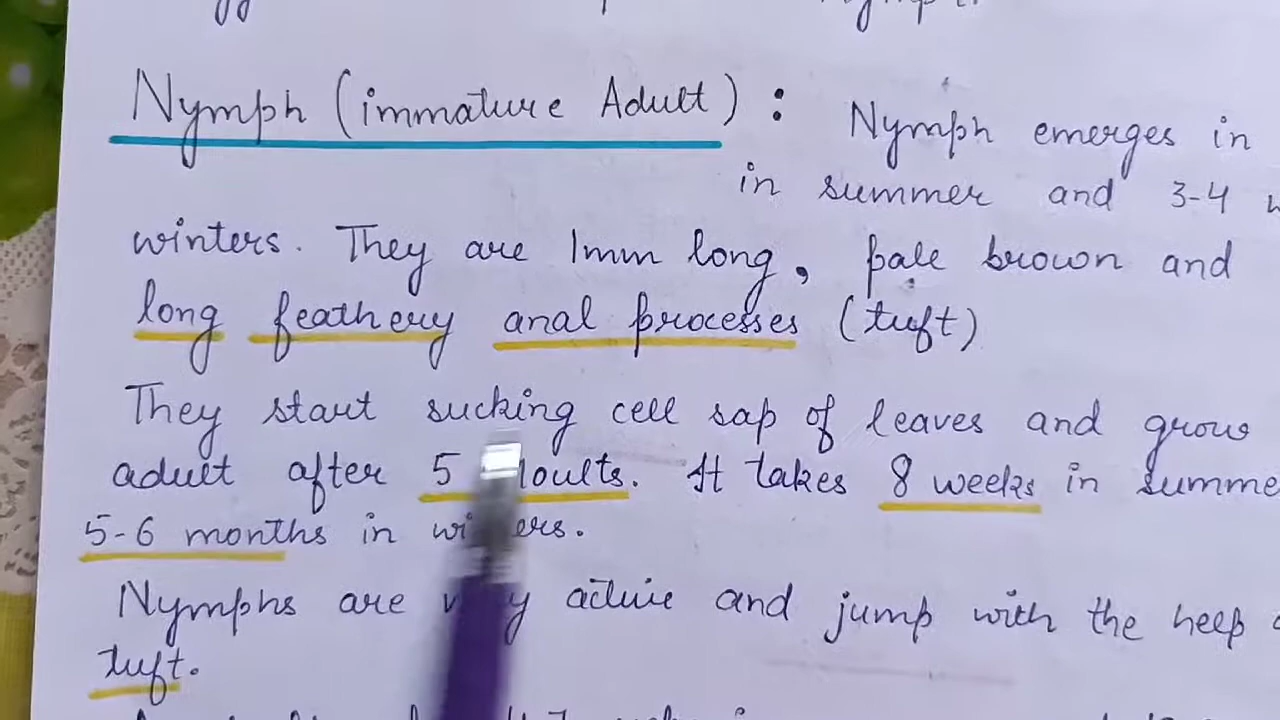 Nymph (immature Adult) : Nymph emerges in
in summer and 3-4
winters. They are 1mm long, pale brown and
long feathery anal processes (tuft)
They start sucking cell sap of leaves and grow
adult after 5 moults. It takes 8 weeks in summe
5-6 months in winters.
Nymphs are very active and jump with the help
tuft.